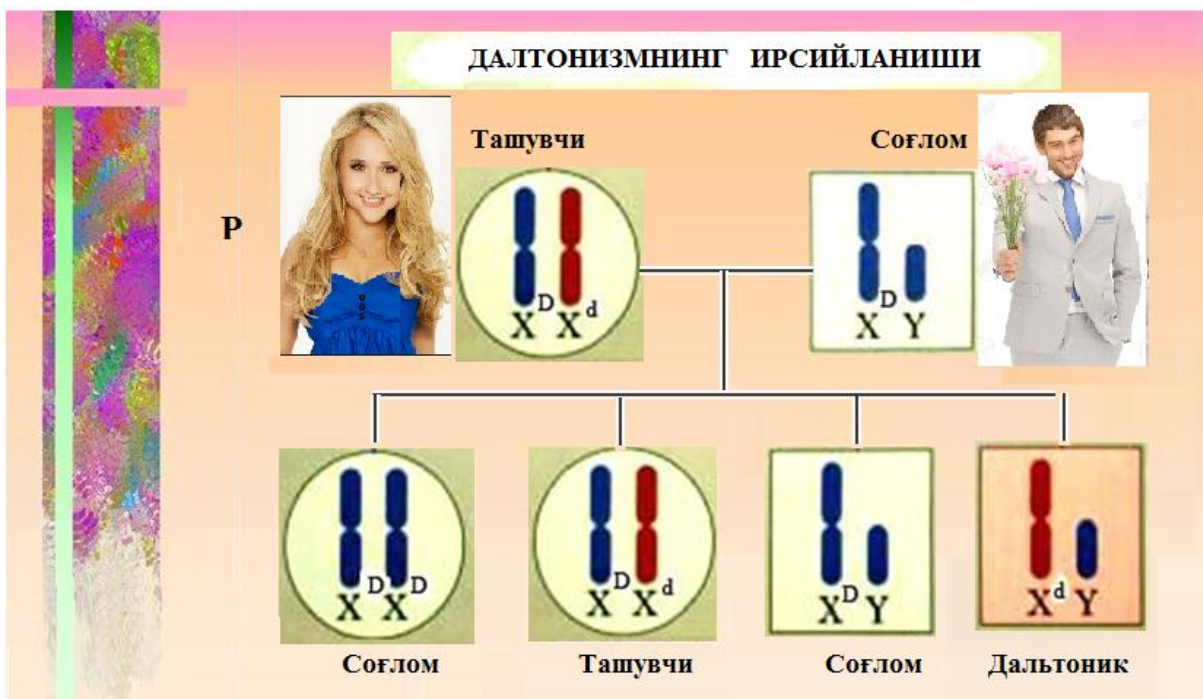 ДАЛТОНИЗМНИНГ ИРСИЙЛАНИШИ
Ташувчи Соғлом
Р
X D X d X D Y
X D X D X D X d X D Y X d Y
Соғлом Ташувчи Соғлом Дальтоник